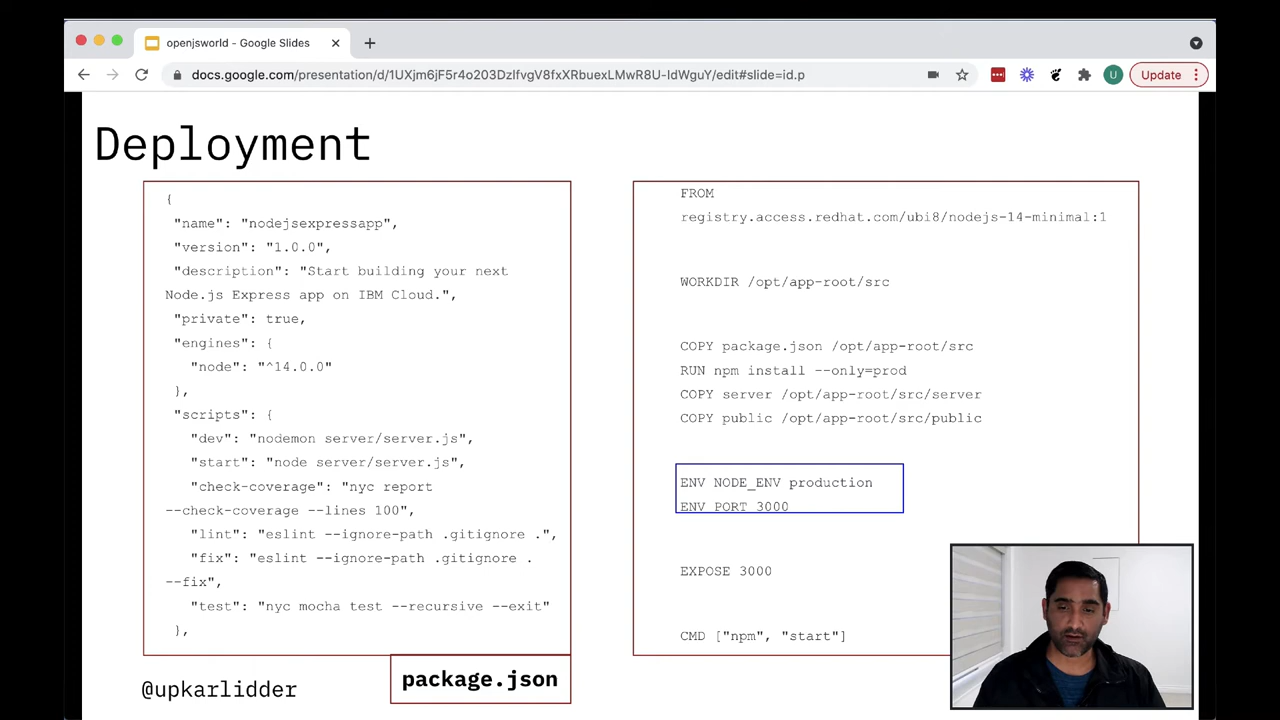 openjsworld - Google Slides
docs.google.com/presentation/d/1UXjm6jF5r4o203DzIfvgV8fxXRbuexLMwR8U-IdWguY/edit#slide=id.p
U
Update
Deployment
{
"name": "nodejsexpressapp",
"version": "1.0.0",
"description": "Start building your next
Node.js Express app on IBM Cloud.",
"private": true,
"engines": {
"node": "^14.0.0"
},
"scripts": {
"dev": "nodemon server/server.js",
"start": "node server/server.js",
"check-coverage": "nyc report
--check-coverage --lines 100",
"lint": "eslint --ignore-path .gitignore .",
"fix": "eslint --ignore-path .gitignore .
--fix",
"test": "nyc mocha test --recursive --exit"
},
package.json
@upkarlidder
FROM
registry.access.redhat.com/ubi8/nodejs-14-minimal:1
WORKDIR /opt/app-root/src
COPY package.json /opt/app-root/src
RUN npm install --only=prod
COPY server /opt/app-root/src/server
COPY public /opt/app-root/src/public
ENV NODE_ENV production
ENV PORT 3000
EXPOSE 3000
CMD ["npm", "start"]